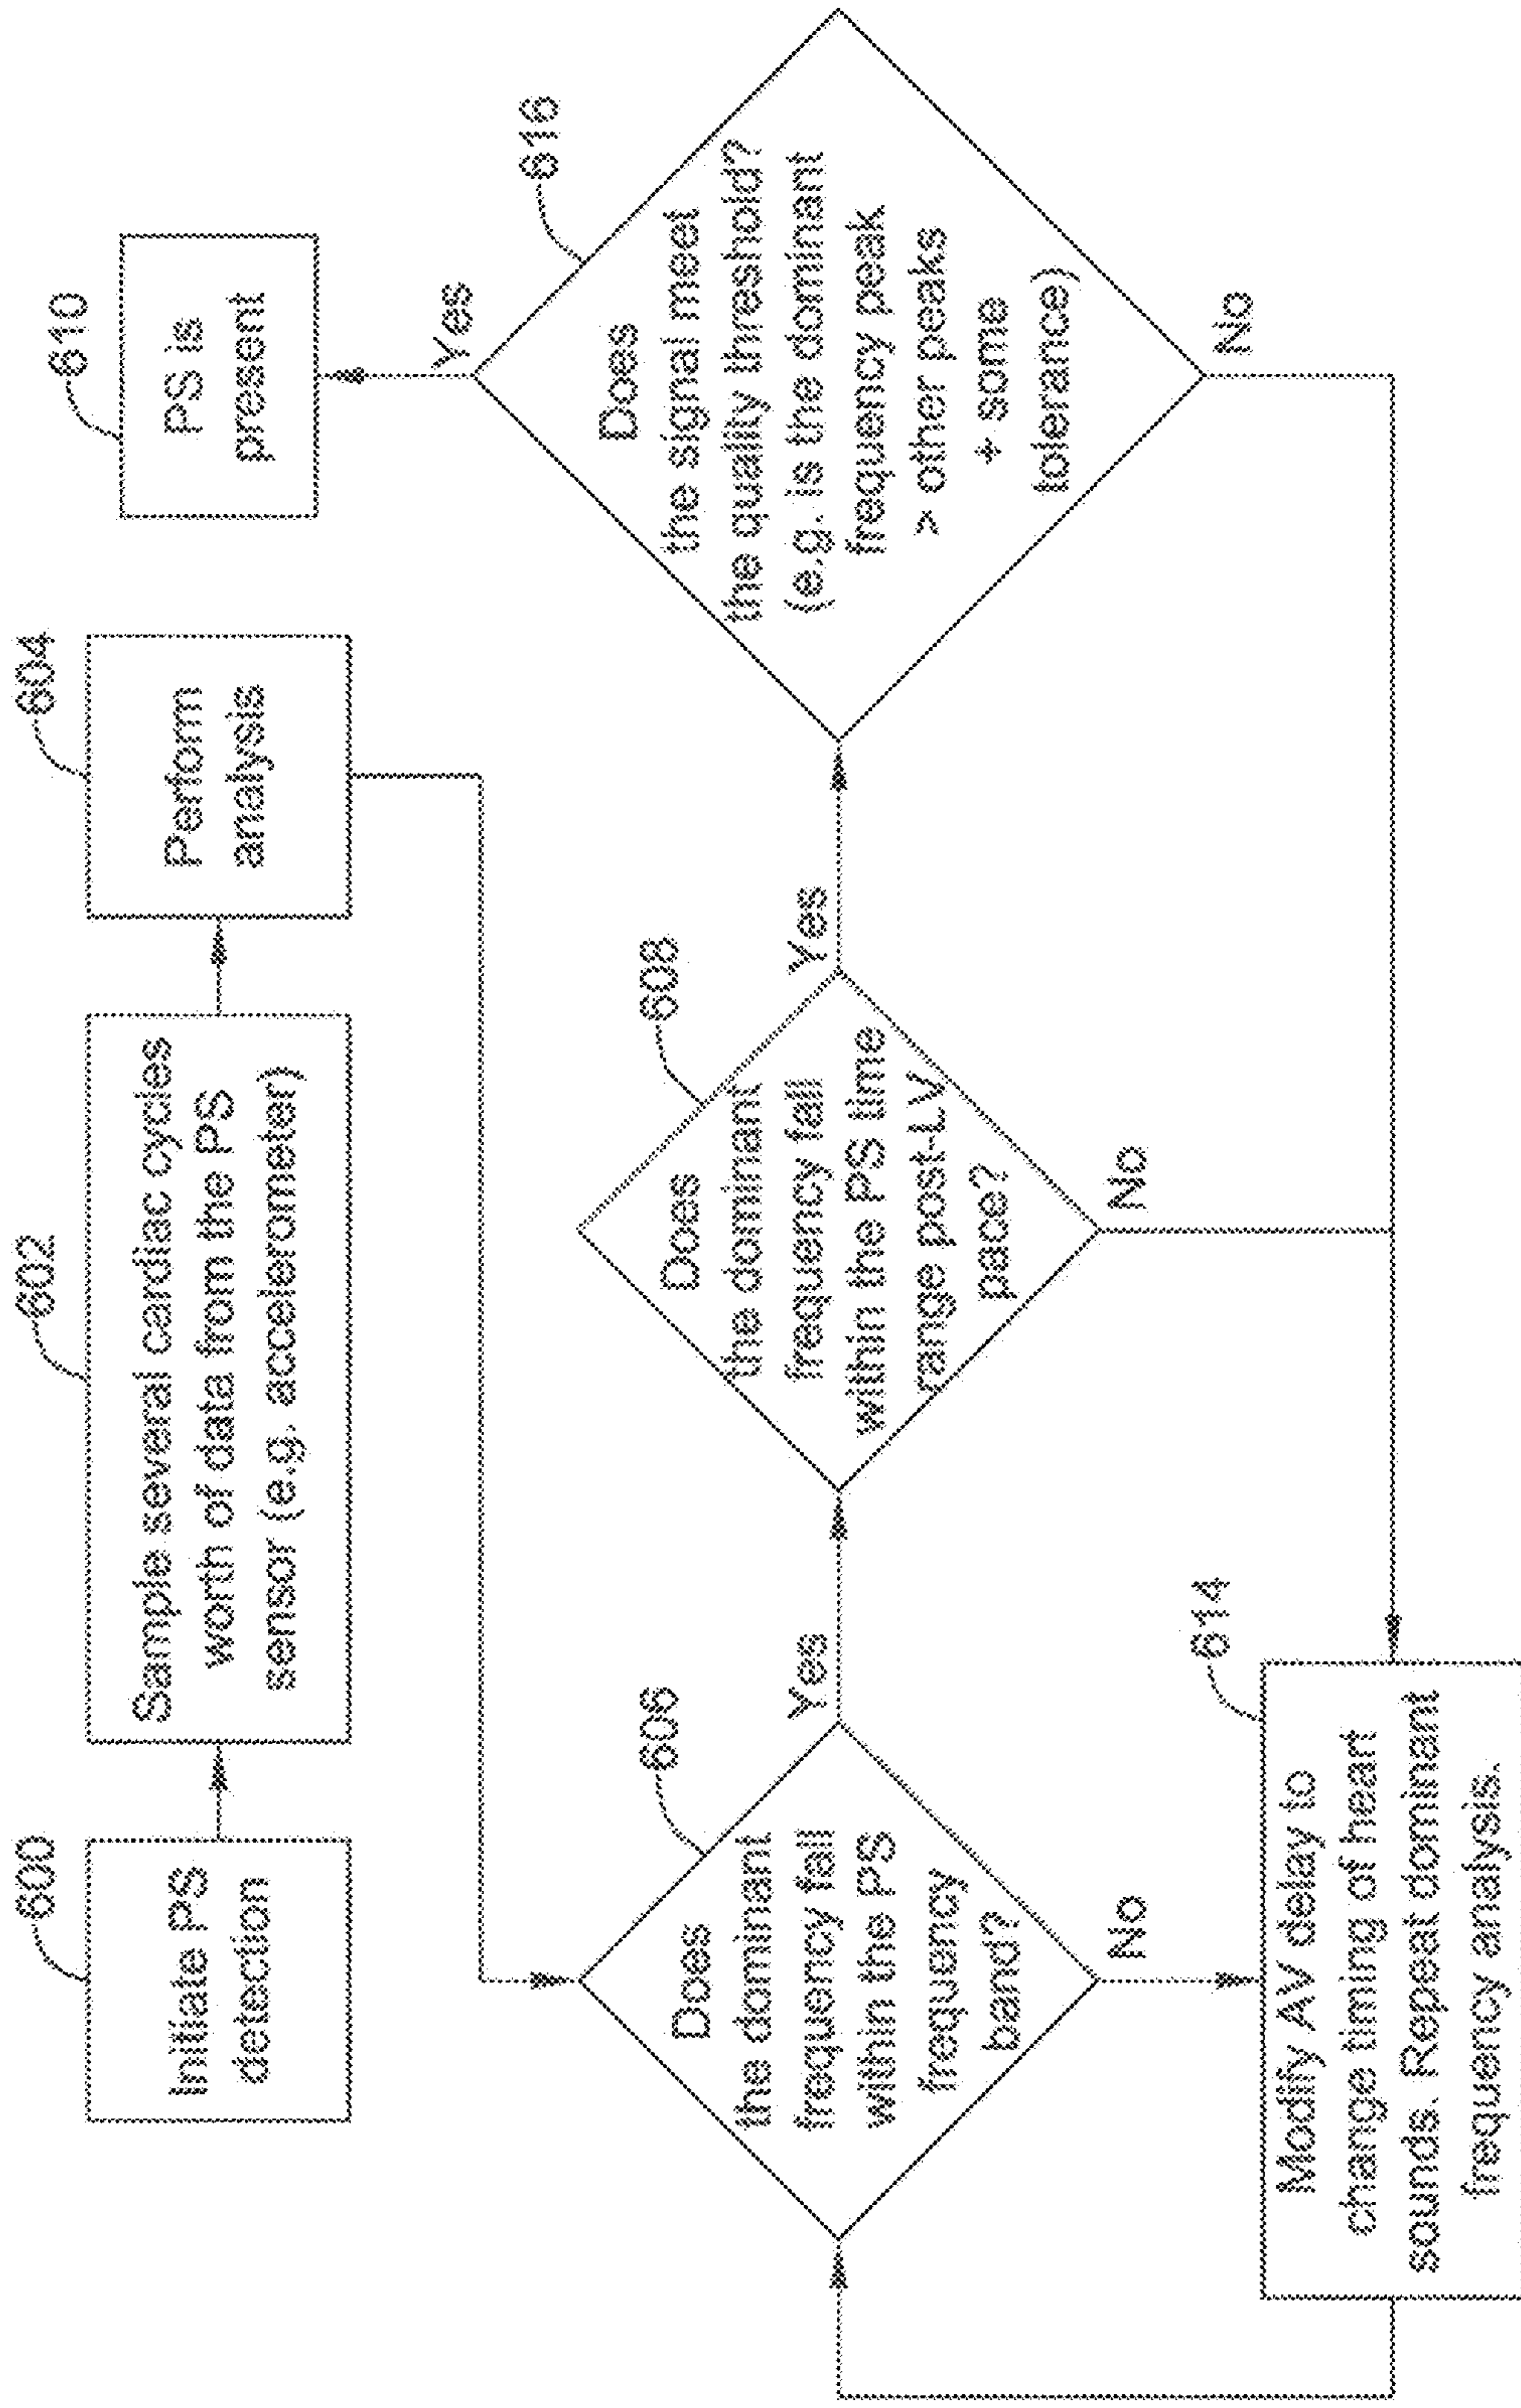 600
Initiate PS
detection
602
Sample several cardiac cycles
worth of data from the PS
sensor (e.g. accelerometer)
604
Perform
analysis
606
Does
the dominant
frequency fall
within the PS
frequency
band?
Yes
No
608
Does
the dominant
frequency fall
within the PS time
range post-LV
pace?
Yes
No
616
Does
the signal meet
the quality threshold?
(e.g. is the dominant
frequency peak
> other peaks
+ some
tolerance)
Yes
No
610
PS is
present
614
Modify AV delay to
change timing of heart
sounds. Repeat dominant
frequency analysis.